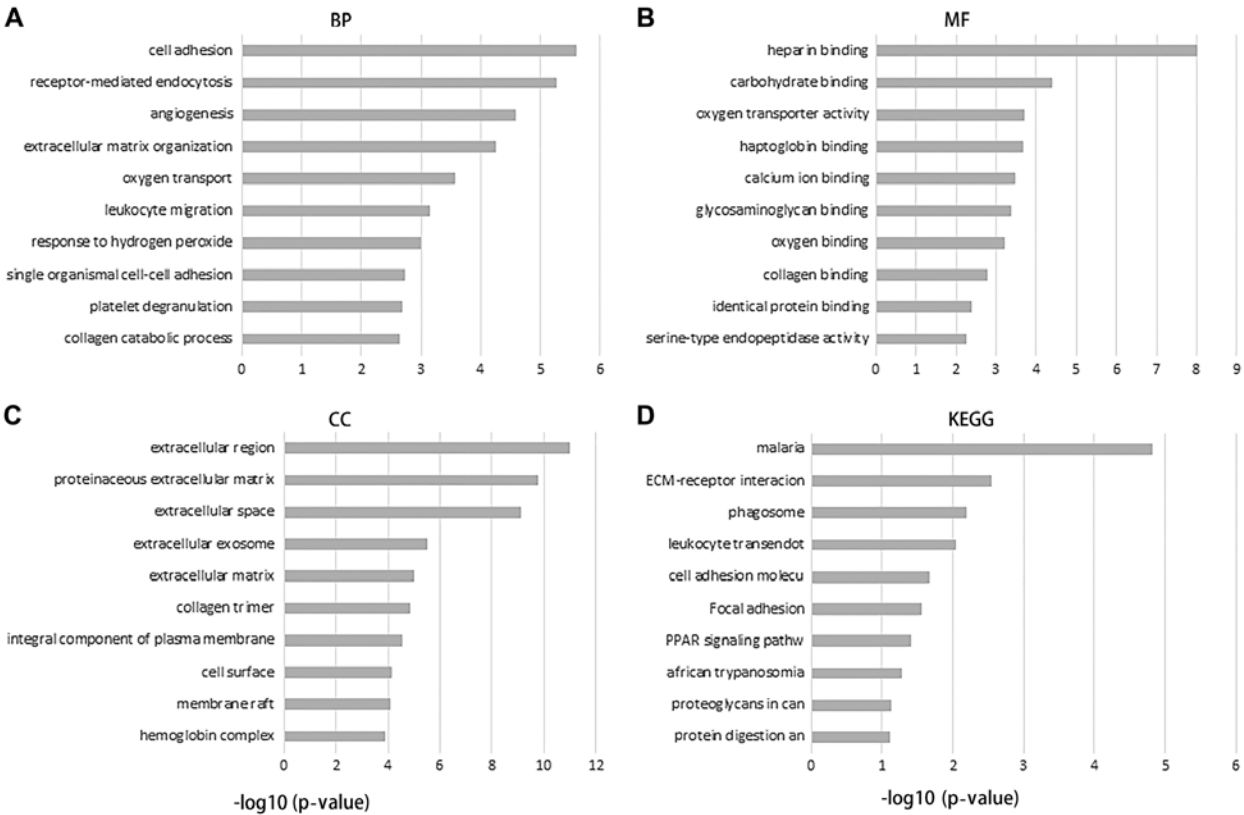 A
BP
cell adhesion
receptor-mediated endocytosis
angiogenesis
extracellular matrix organization
oxygen transport
leukocyte migration
response to hydrogen peroxide
single organismal cell-cell adhesion
platelet degranulation
collagen catabolic process
0 1 2 3 4 5 6
B
MF
heparin binding
carbohydrate binding
oxygen transporter activity
haptoglobin binding
calcium ion binding
glycosaminoglycan binding
oxygen binding
collagen binding
identical protein binding
serine-type endopeptidase activity
0 1 2 3 4 5 6 7 8 9
C
CC
extracellular region
proteinaceous extracellular matrix
extracellular space
extracellular exosome
extracellular matrix
collagen trimer
integral component of plasma membrane
cell surface
membrane raft
hemoglobin complex
0 2 4 6 8 10 12
-log10 (p-value)
D
KEGG
malaria
ECM-receptor interacion
phagosome
leukocyte transendot
cell adhesion molecu
Focal adhesion
PPAR signaling pathw
african trypanosomia
proteoglycans in can
protein digestion an
0 1 2 3 4 5 6
-log10 (p-value)